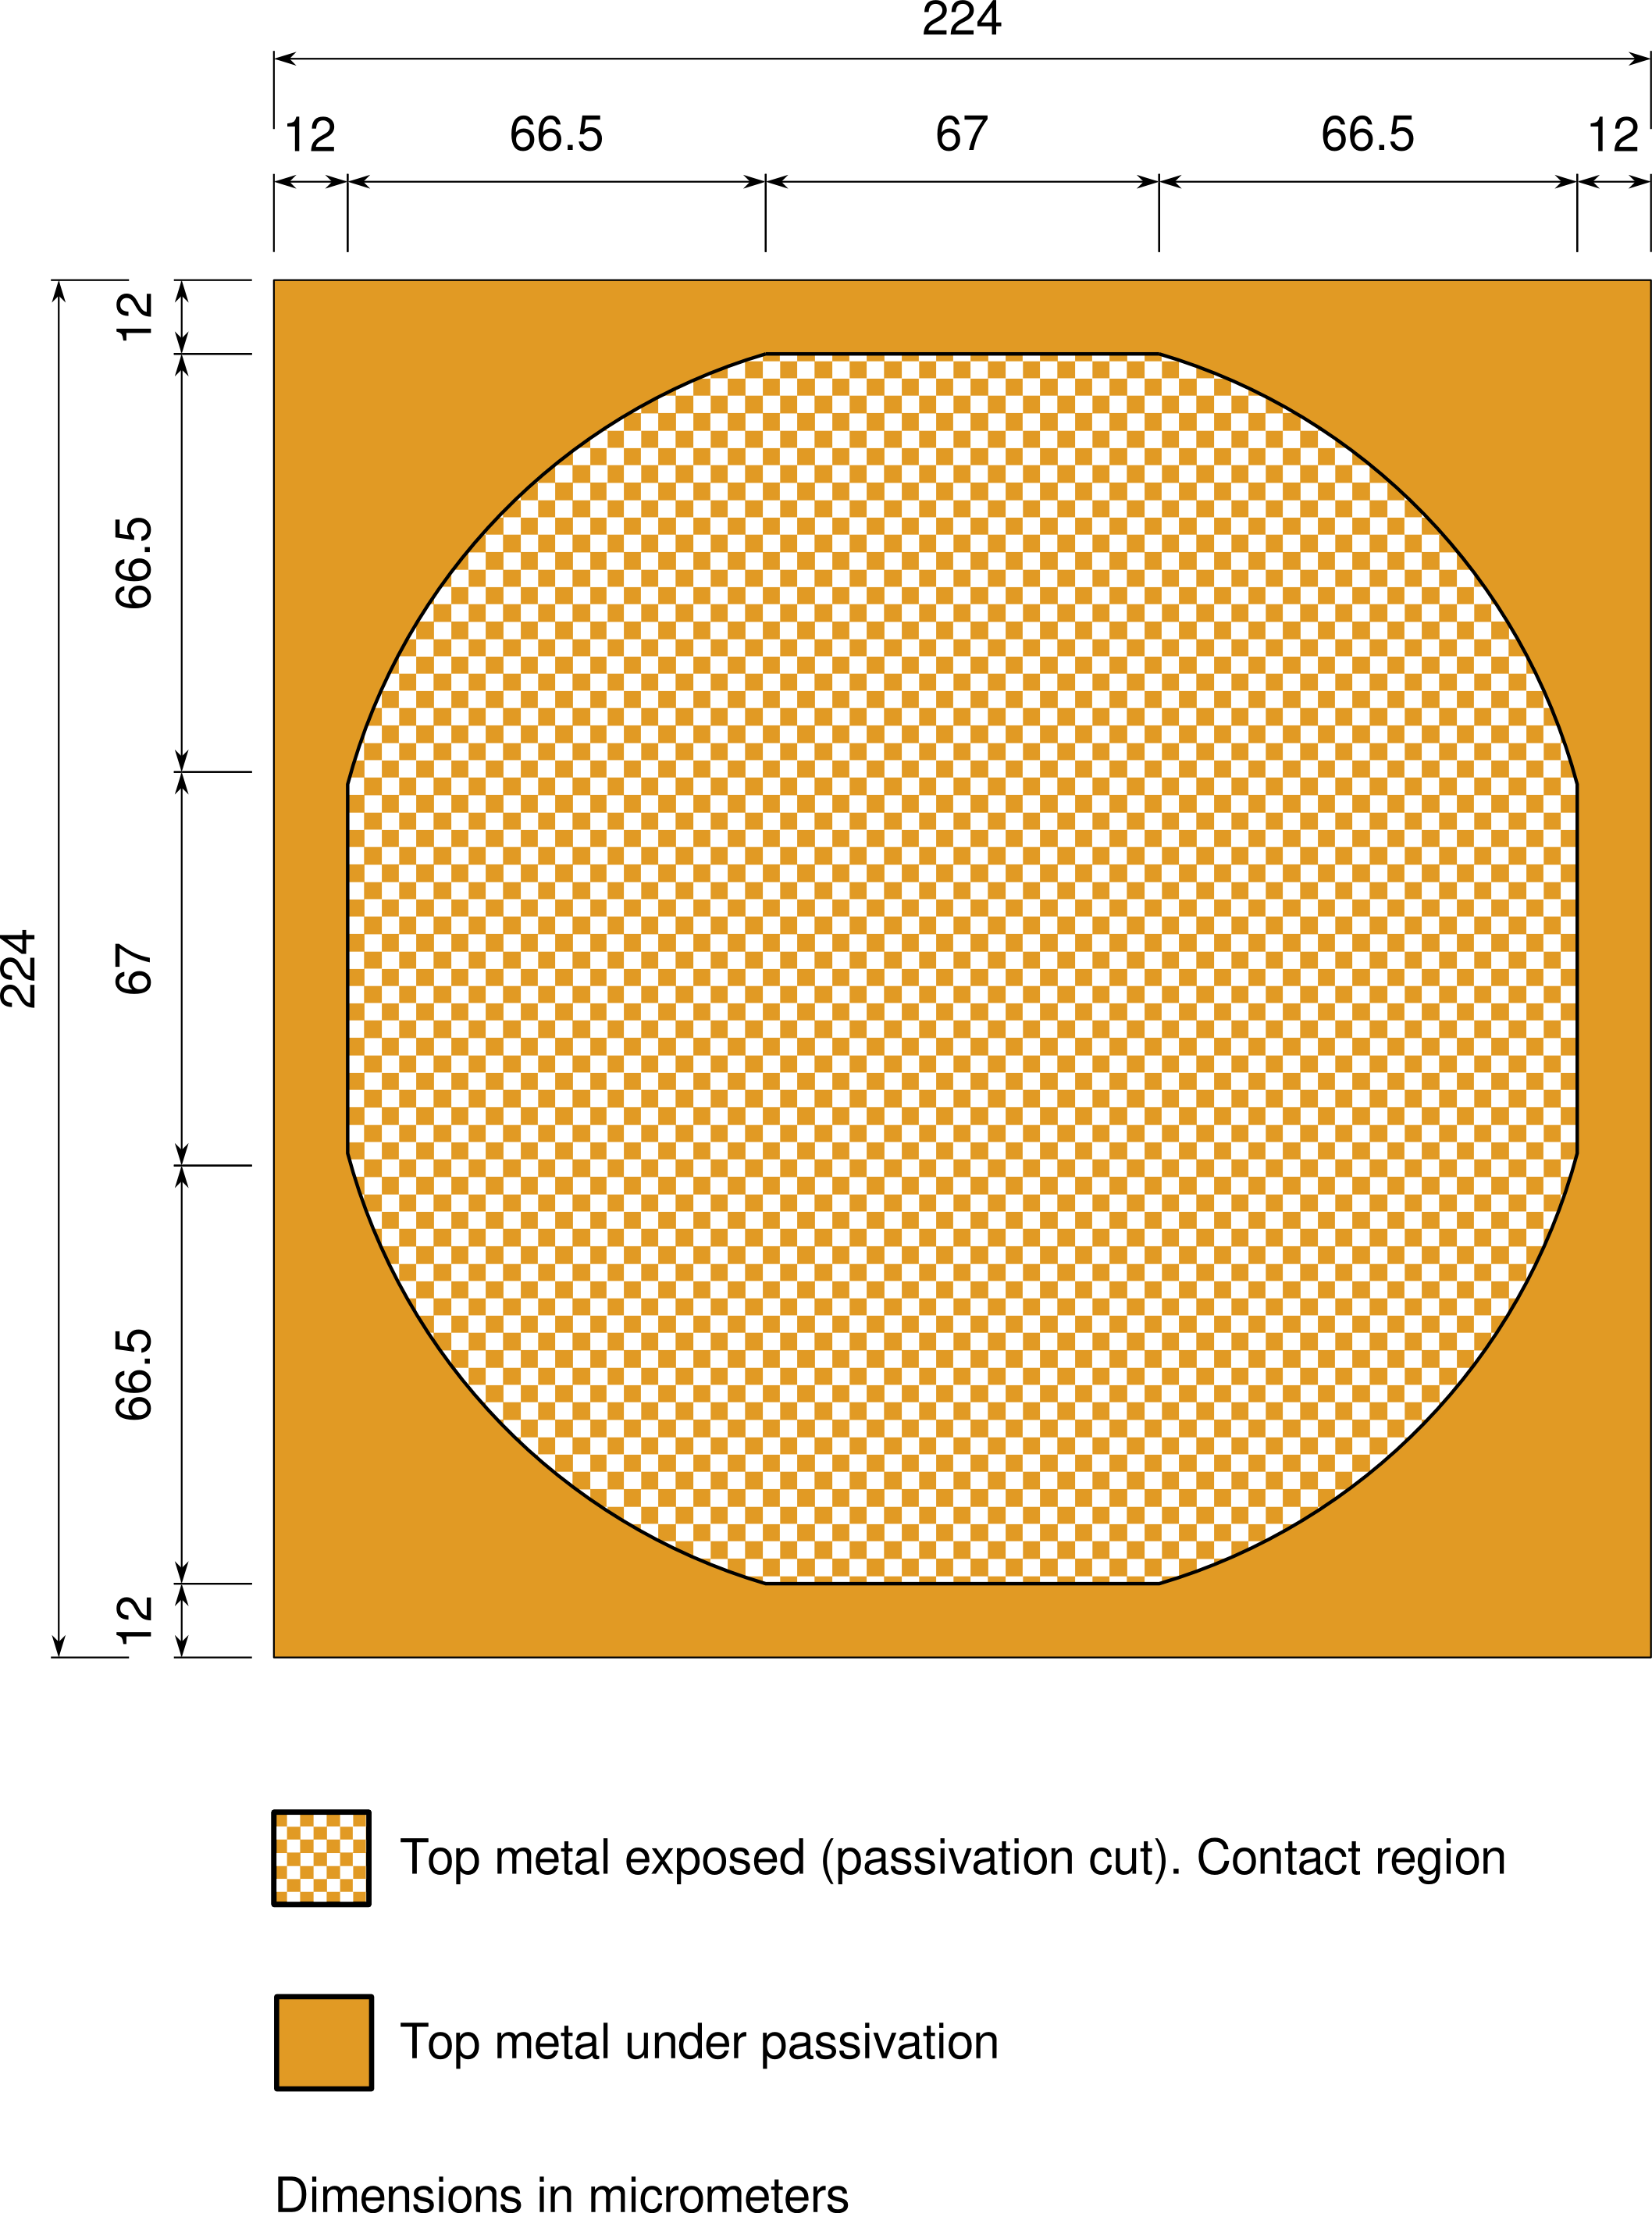 224
12 66.5 67 66.5 12
12
66.5
67
224
66.5
12
Top metal exposed (passivation cut). Contact region
Top metal under passivation
Dimensions in micrometers